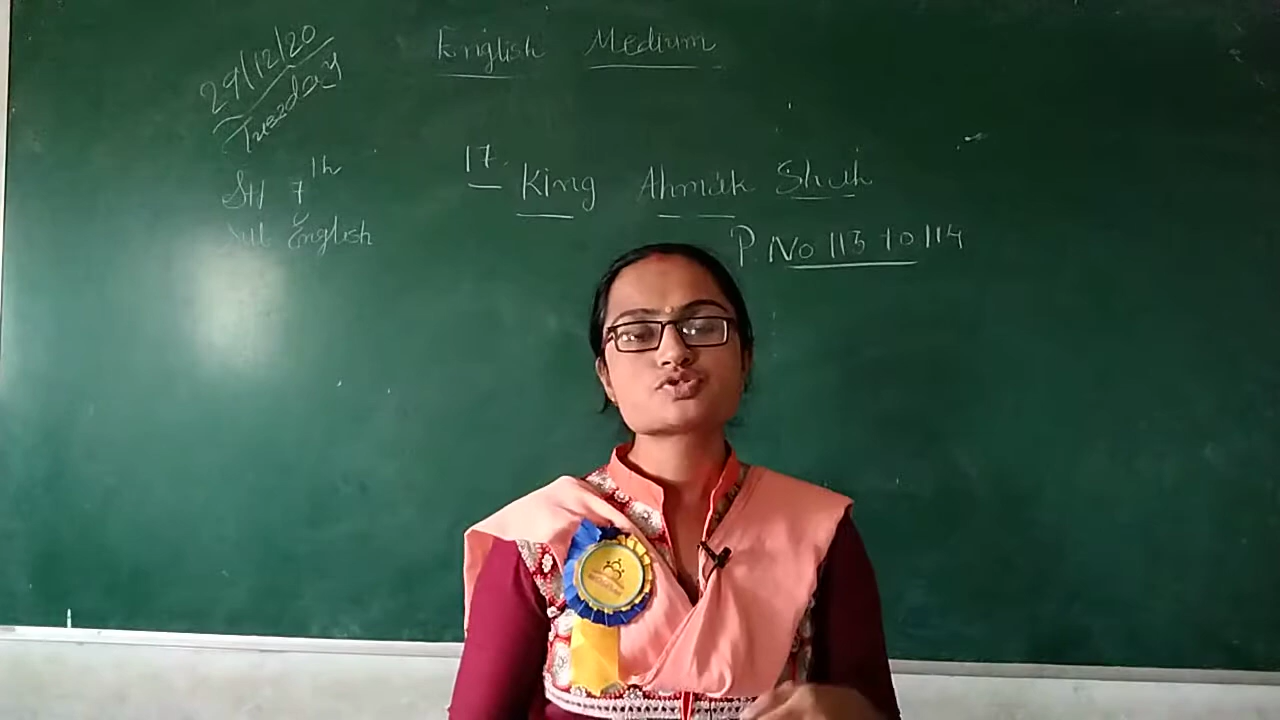 29/12/20
Tuesday
English Medium
Std 7th
Sub English
17 King Ahmak Shah
P. No 113 to 114